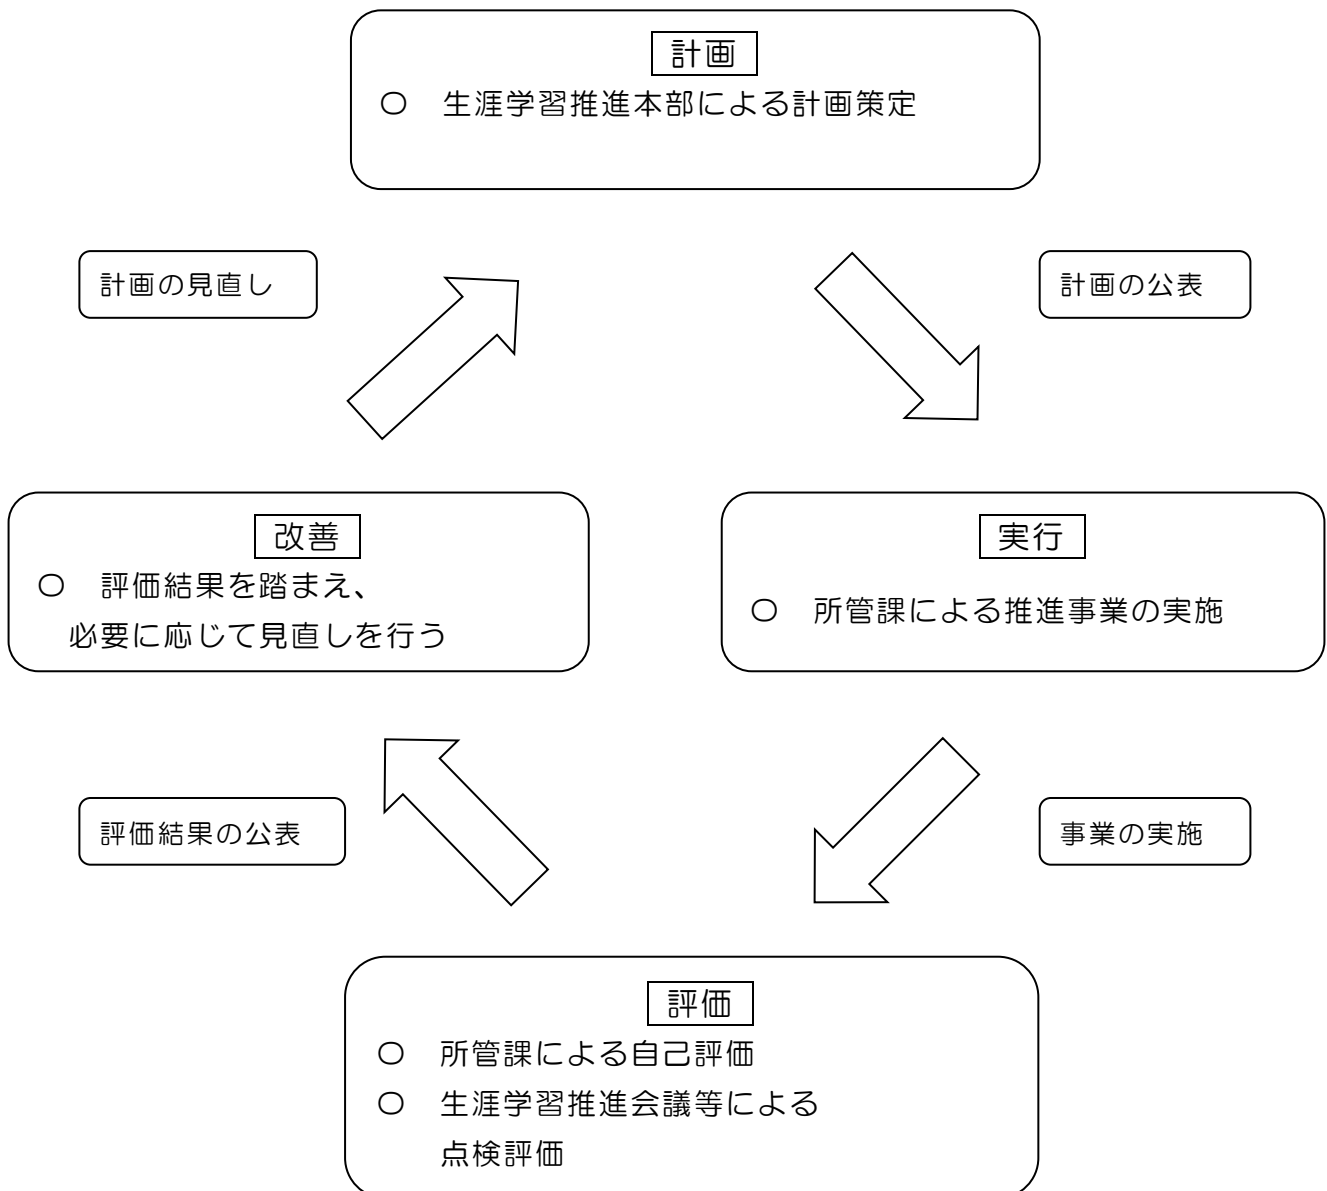 計画
〇 生涯学習推進本部による計画策定
計画の見直し
計画の公表
改善
〇 評価結果を踏まえ、
必要に応じて見直しを行う
実行
〇 所管課による推進事業の実施
評価結果の公表
事業の実施
評価
〇 所管課による自己評価
〇 生涯学習推進会議等による
点検評価